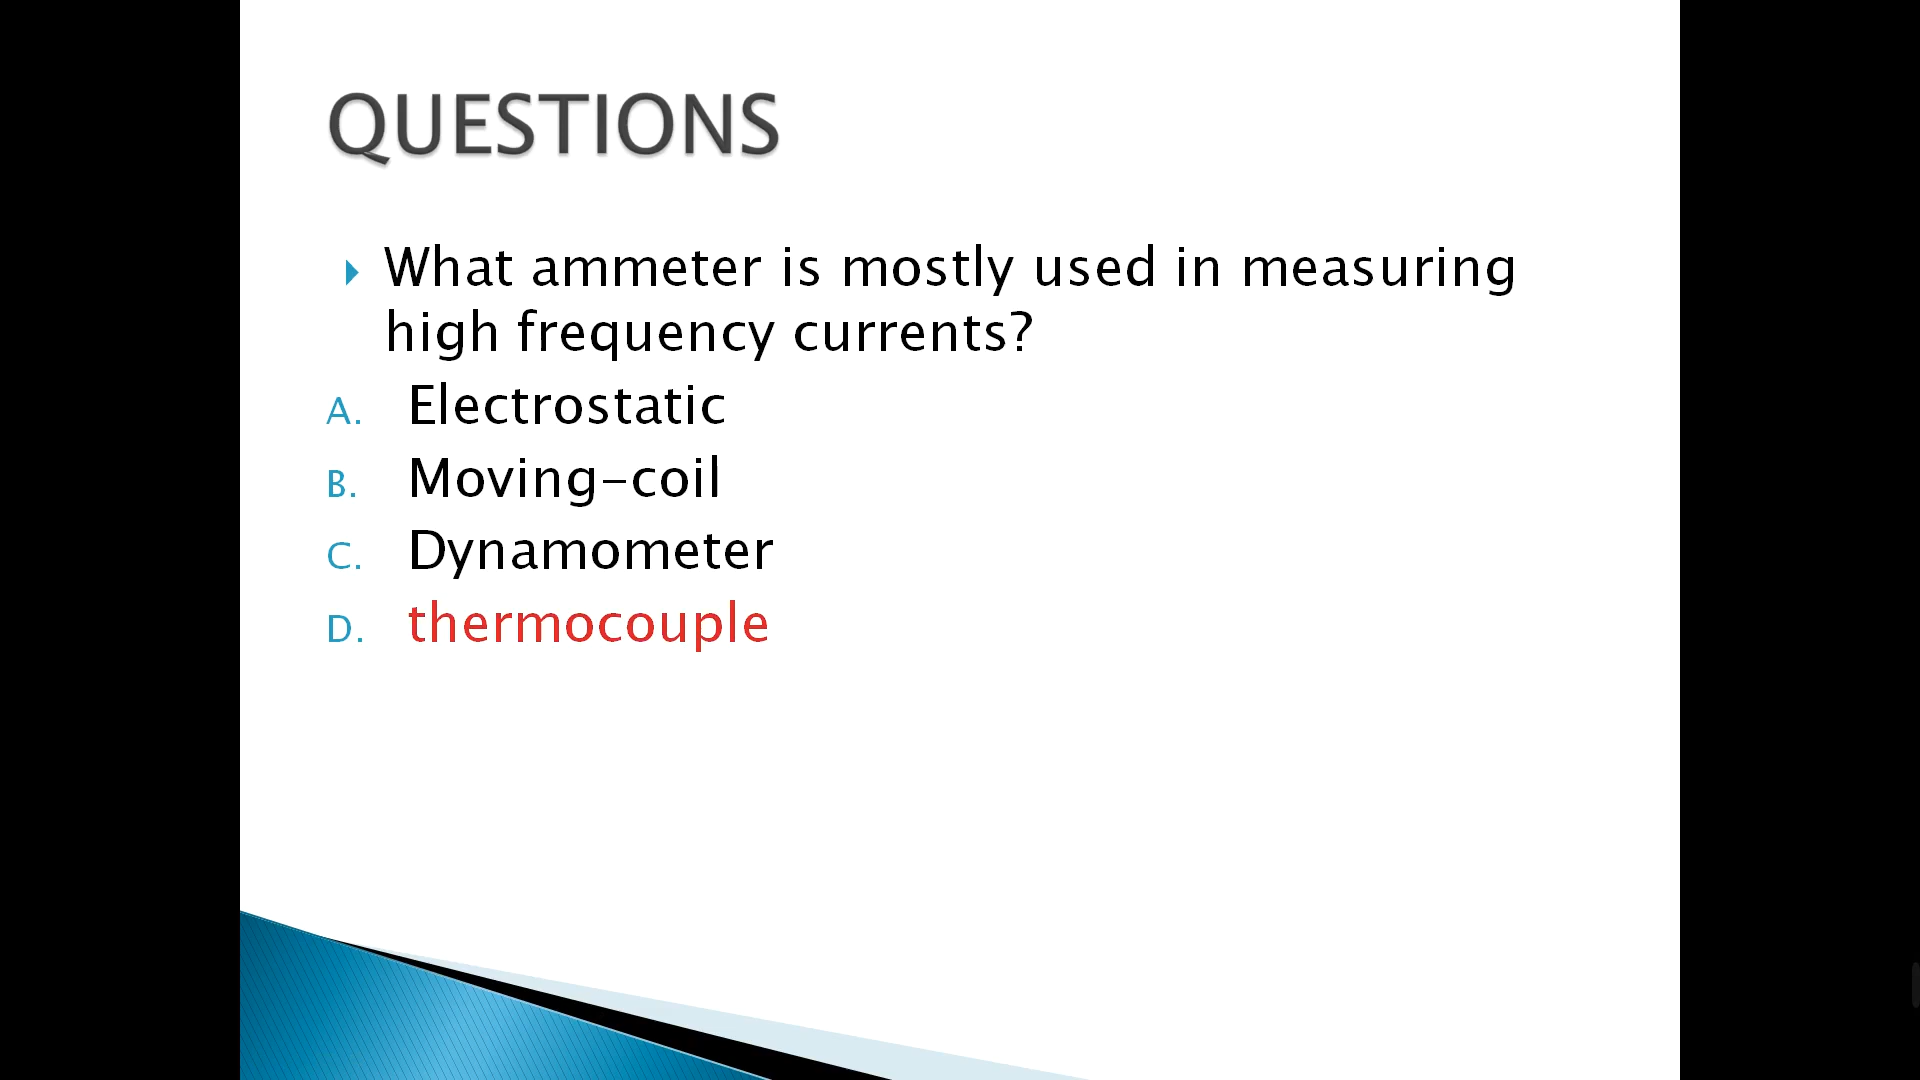 QUESTIONS
What ammeter is mostly used in measuring
high frequency currents?
A. Electrostatic
B. Moving-coil
C. Dynamometer
D. thermocouple